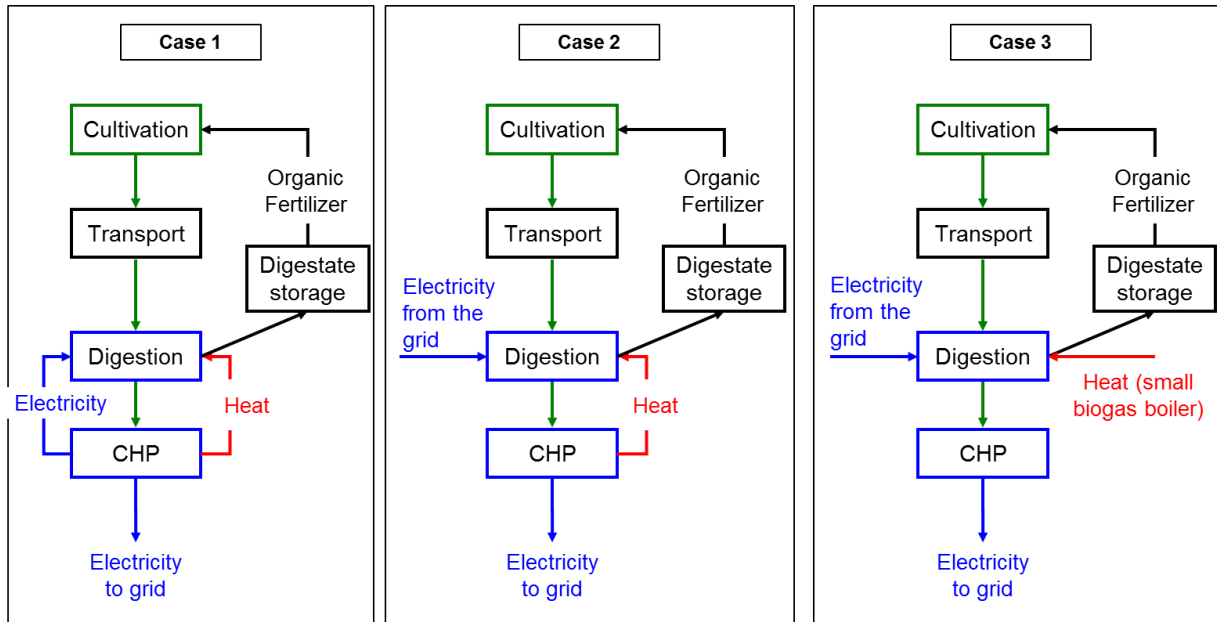 Case 1
Cultivation
Organic
Fertilizer
Transport
Digestate
storage
Digestion
Electricity
Heat
CHP
Electricity
to grid
Case 2
Cultivation
Organic
Fertilizer
Transport
Digestate
storage
Electricity
from the
grid
Digestion
Heat
CHP
Electricity
to grid
Case 3
Cultivation
Organic
Fertilizer
Transport
Digestate
storage
Electricity
from the
grid
Digestion
Heat (small
biogas boiler)
CHP
Electricity
to grid